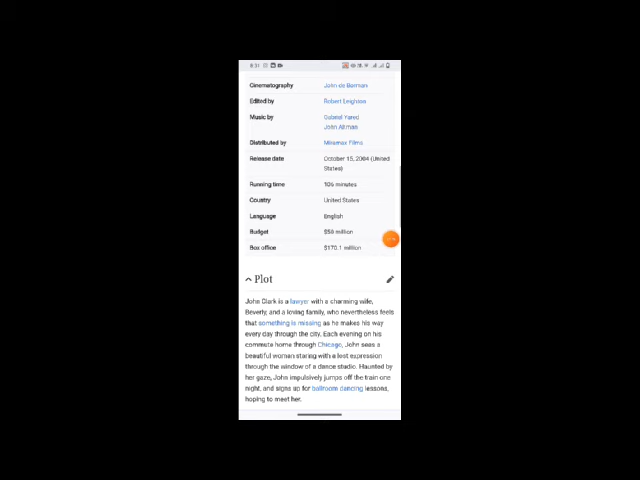 8:31
Cinematography John de Borman
Edited by Robert Leighton
Music by Gabriel Yared
John Altman
Distributed by Miramax Films
Release date October 15, 2004 (United
States)
Running time 106 minutes
Country United States
Language English
Budget $50 million
Box office $170.1 million
Plot
John Clark is a lawyer with a charming wife,
Beverly, and a loving family, who nevertheless feels
that something is missing as he makes his way
every day through the city. Each evening on his
commute home through Chicago, John sees a
beautiful woman staring with a lost expression
through the window of a dance studio. Haunted by
her gaze, John impulsively jumps off the train one
night, and signs up for ballroom dancing lessons,
hoping to meet her.